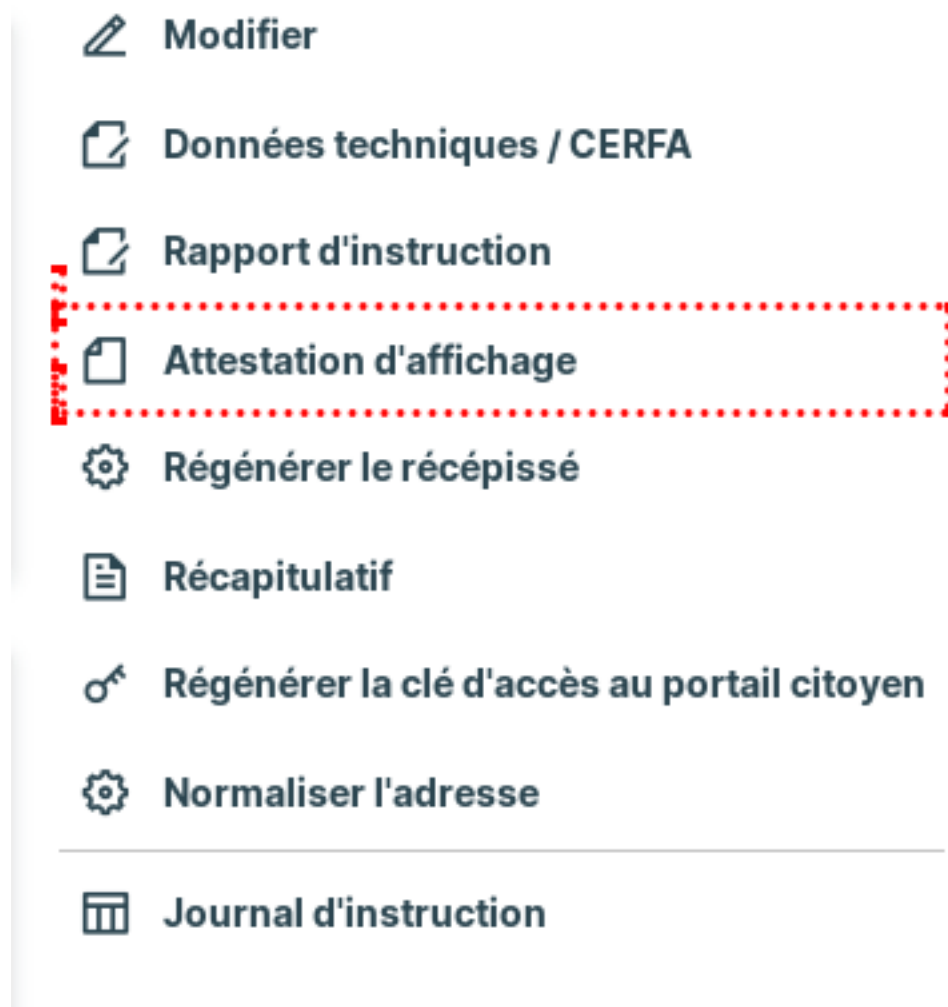 Modifier
Données techniques / CERFA
Rapport d'instruction
Attestation d'affichage
Régénérer le récépissé
Récapitulatif
Régénérer la clé d'accès au portail citoyen
Normaliser l'adresse
Journal d'instruction